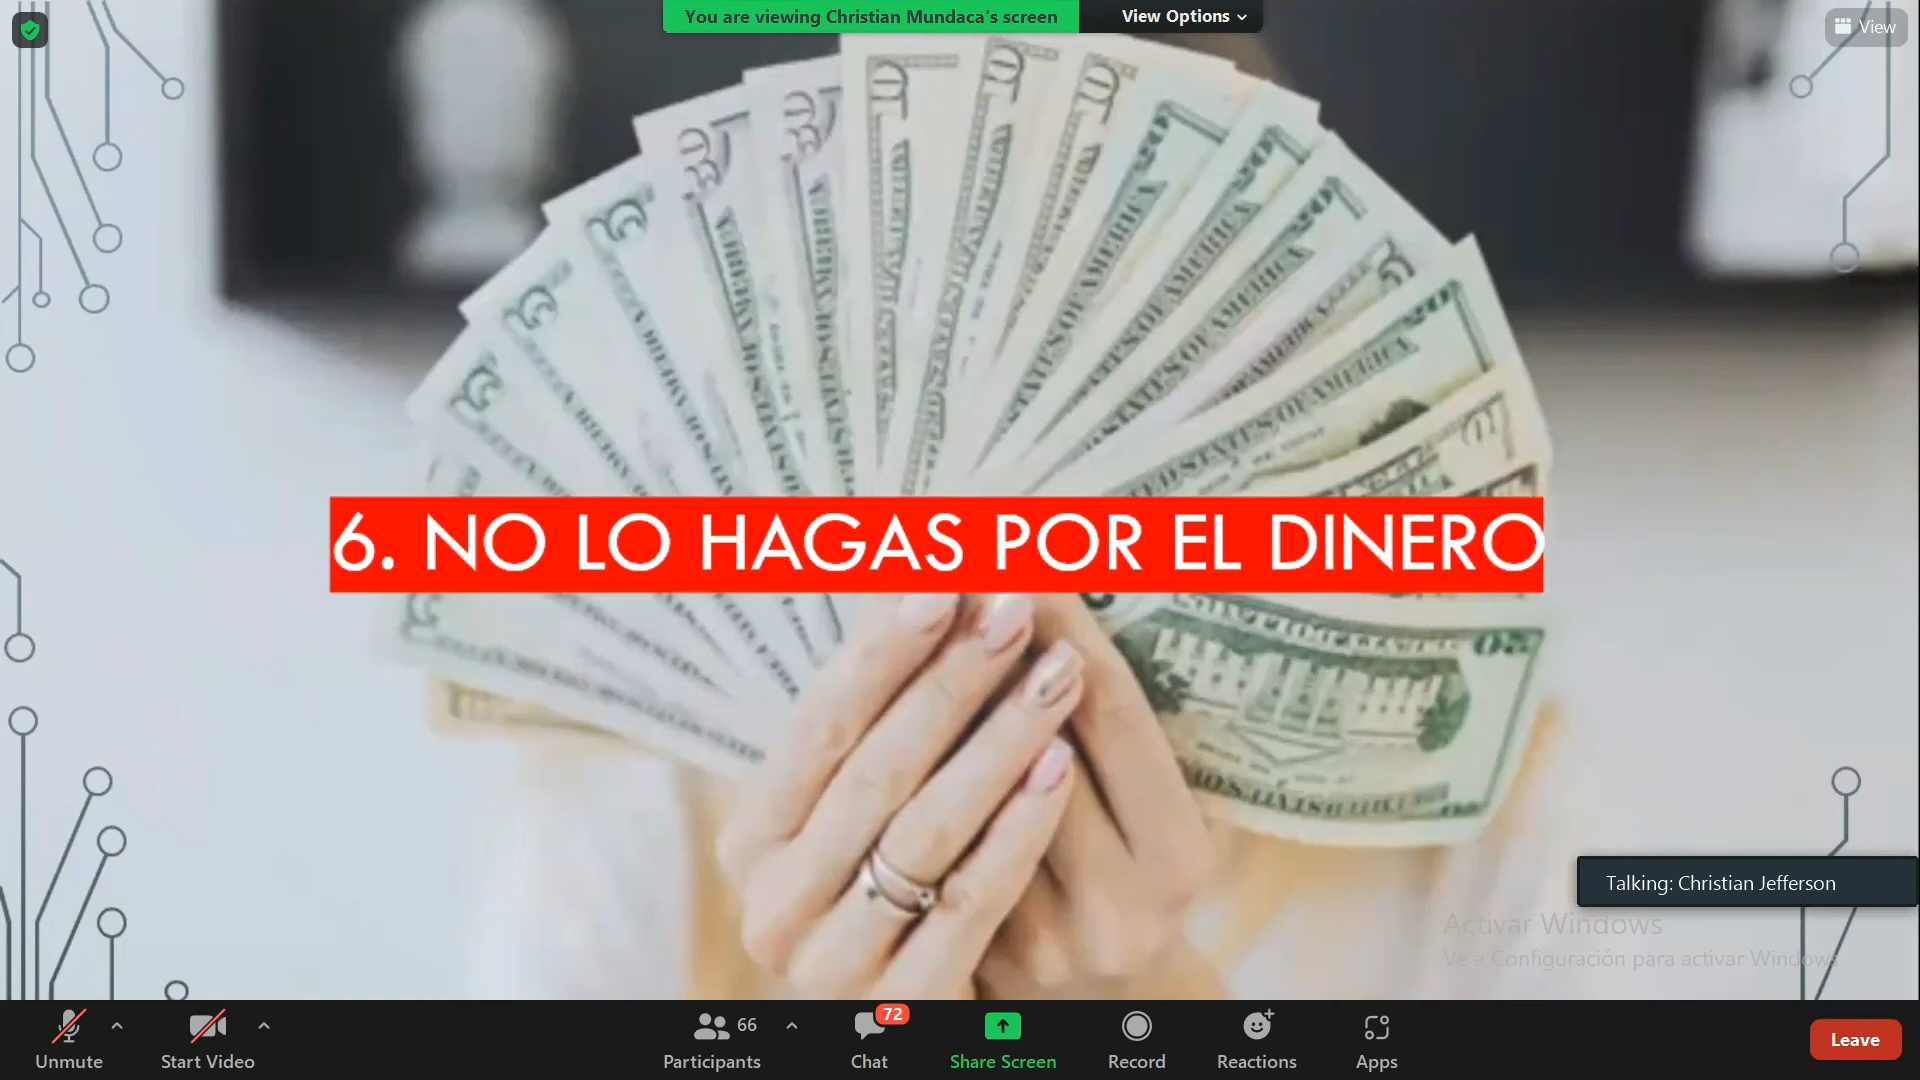 You are viewing Christian Mundaca's screen
View Options
View
6. NO LO HAGAS POR EL DINERO
Talking: Christian Jefferson
Activar Windows
Ve a Configuración para activar Windows
66
72
Unmute
Start Video
Participants
Chat
Share Screen
Record
Reactions
Apps
Leave